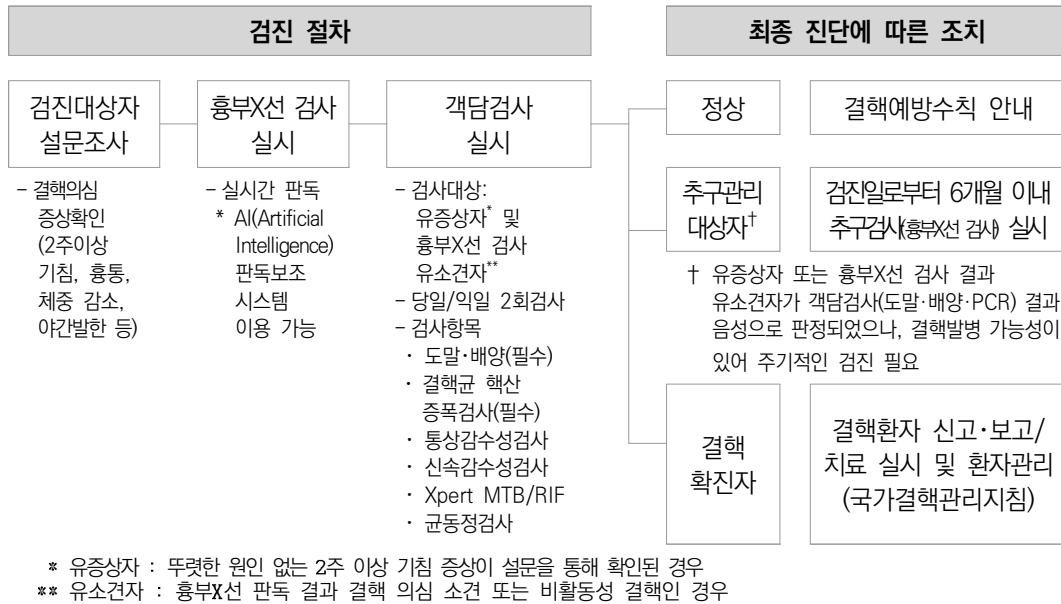 검진 절차
최종 진단에 따른 조치
검진대상자
설문조사
흉부X선 검사
실시
객담검사
실시
- 결핵의심
증상확인
(2주이상
기침, 흉통,
체중 감소,
야간발한 등)
- 실시간 판독
* AI(Artificial
Intelligence)
판독보조
시스템
이용 가능
- 검사대상:
유증상자* 및
흉부X선 검사
유소견자**
- 당일/익일 2회검사
- 검사항목
· 도말·배양(필수)
· 결핵균 핵산
증폭검사(필수)
· 통상감수성검사
· 신속감수성검사
· Xpert MTB/RIF
· 균동정검사
정상
결핵예방수칙 안내
추구관리
대상자†
검진일로부터 6개월 이내
추구검사(흉부X선 검사) 실시
† 유증상자 또는 흉부X선 검사 결과
유소견자가 객담검사(도말·배양·PCR) 결과
음성으로 판정되었으나, 결핵발병 가능성이
있어 주기적인 검진 필요
결핵
확진자
결핵환자 신고·보고/
치료 실시 및 환자관리
(국가결핵관리지침)
* 유증상자 : 뚜렷한 원인 없는 2주 이상 기침 증상이 설문을 통해 확인된 경우
** 유소견자 : 흉부X선 판독 결과 결핵 의심 소견 또는 비활동성 결핵인 경우